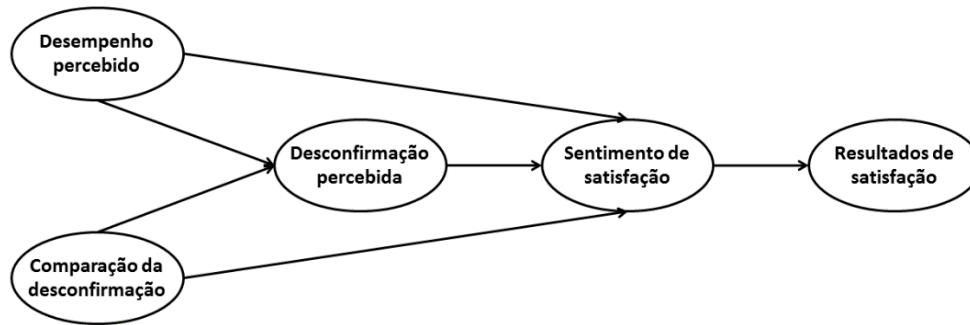 Desempenho
percebido
Desconfirmação
percebida
Sentimento de
satisfação
Resultados de
satisfação
Comparação da
desconfirmação